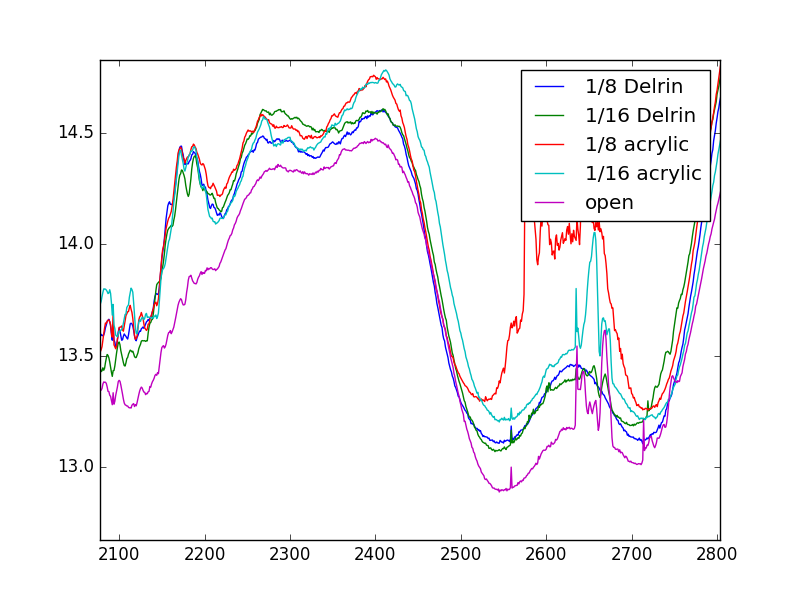 1/8 Delrin
1/16 Delrin
1/8 acrylic
1/16 acrylic
open
14.5
14.0
13.5
13.0
2100 2200 2300 2400 2500 2600 2700 2800